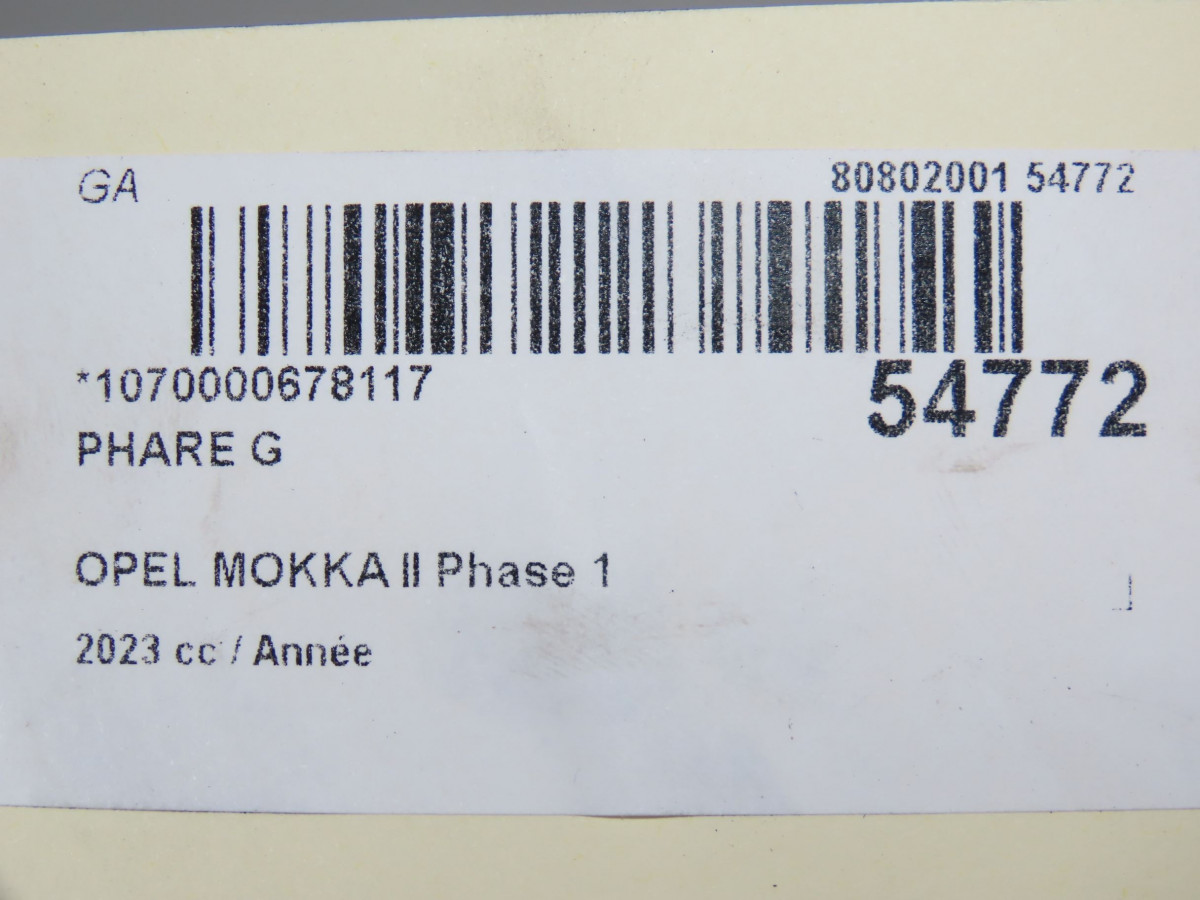 GA 80802001 54772
*1070000678117 54772
PHARE G
OPEL MOKKA II Phase 1
2023 cc / Année